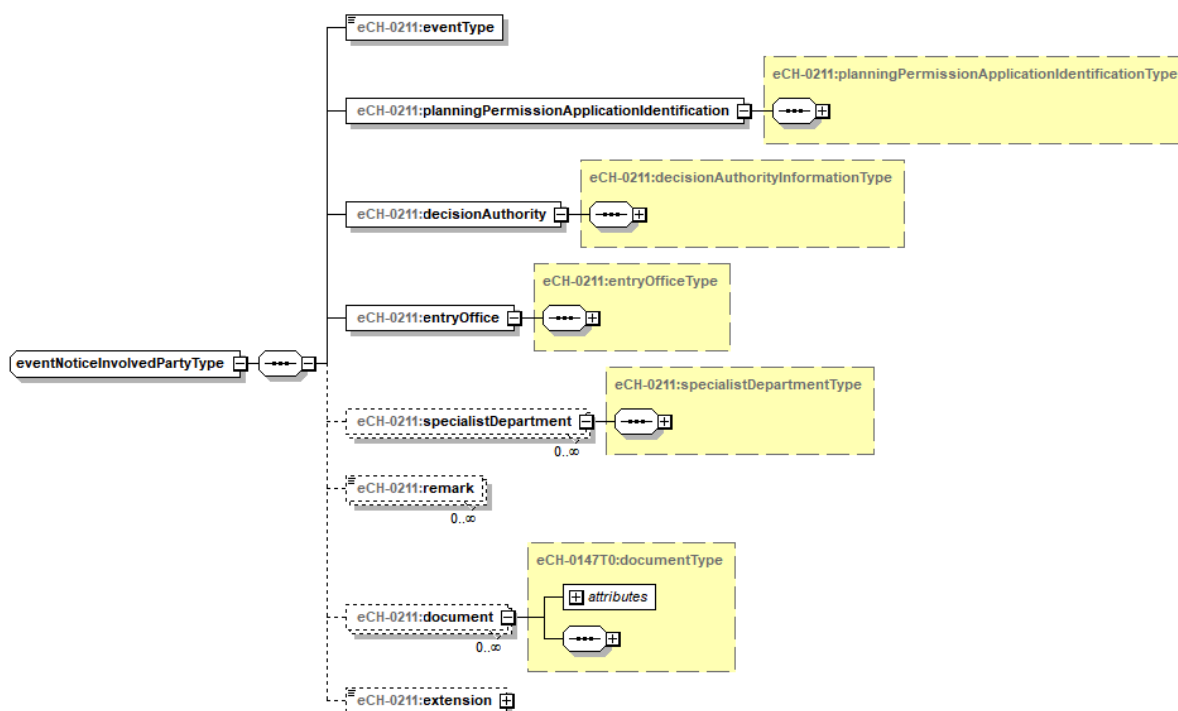 eCH-0211:eventType
eCH-0211:planningPermissionApplicationIdentificationType
eCH-0211:planningPermissionApplicationIdentification
eCH-0211:decisionAuthorityInformationType
eCH-0211:decisionAuthority
eCH-0211:entryOfficeType
eCH-0211:entryOffice
eventNoticeInvolvedPartyType
eCH-0211:specialistDepartmentType
eCH-0211:specialistDepartment
0..∞
eCH-0211:remark
0..∞
eCH-0147T0:documentType
attributes
eCH-0211:document
0..∞
eCH-0211:extension